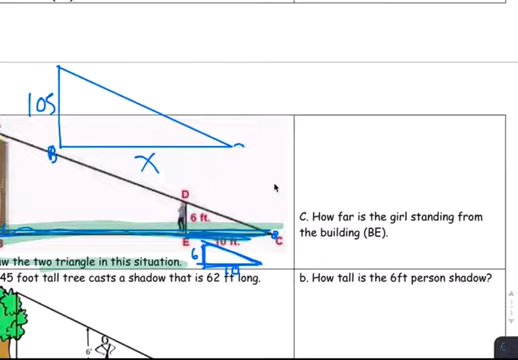 105
B
x
D
6 ft.
C. How far is the girl standing from
the building (BE).
E
10 ft.
C
6
10
aw the two triangle in this situation.
45 foot tall tree casts a shadow that is 62 ft long.
b. How tall is the 6ft person shadow?
6'